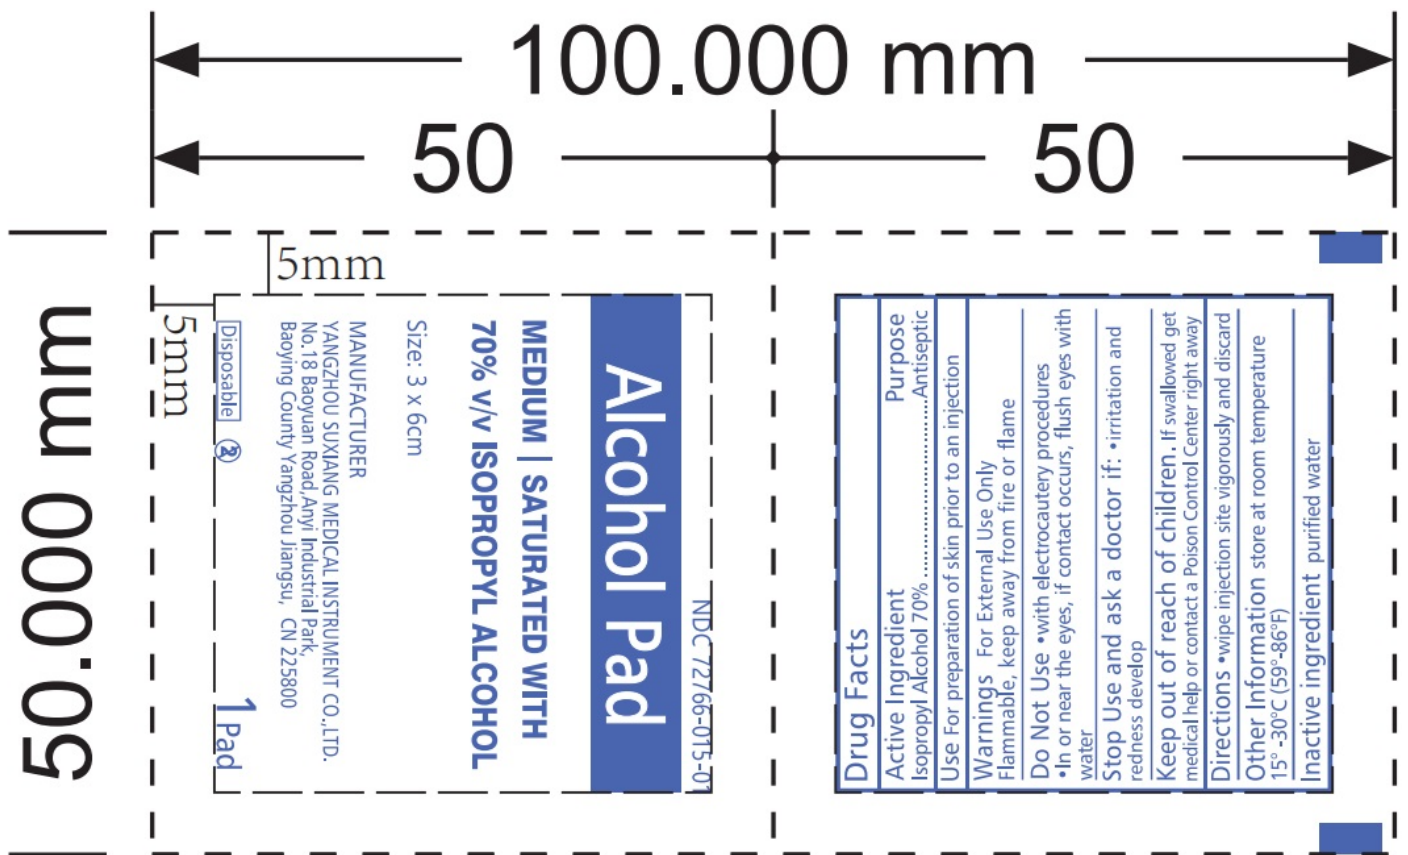 100.000 mm
50
50
50.000 mm
5mm
5mm
NDC 72766-015-01
Alcohol Pad
MEDIUM | SATURATED WITH
70% v/v ISOPROPYL ALCOHOL
Size: 3 x 6cm
MANUFACTURER
YANGZHOU SUXIANG MEDICAL INSTRUMENT CO.,LTD.
No.18 Baoyuan Road,Anyi Industrial Park,
Baoying County Yangzhou Jiangsu, CN 225800
Disposable 2
1 Pad
Drug Facts
Active Ingredient Purpose
Isopropyl Alcohol 70% ........................ Antiseptic
Use For preparation of skin prior to an injection
Warnings For External Use Only
Flammable, keep away from fire or flame
Do Not Use •with electrocautery procedures
•In or near the eyes, if contact occurs, flush eyes with
water
Stop Use and ask a doctor if: •irritation and
redness develop
Keep out of reach of children. If swallowed get
medical help or contact a Poison Control Center right away
Directions •wipe injection site vigorously and discard
Other Information store at room temperature
15° -30°C (59°-86°F)
Inactive ingredient purified water